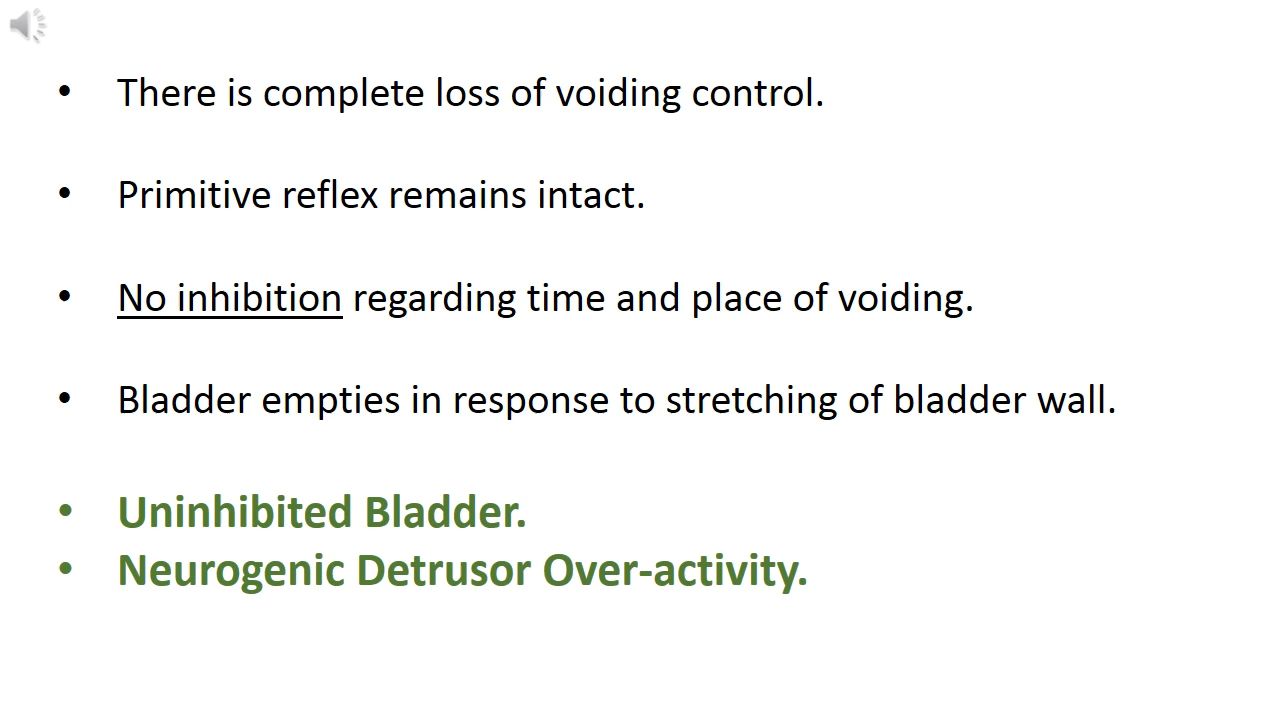 • There is complete loss of voiding control.
• Primitive reflex remains intact.
• No inhibition regarding time and place of voiding.
• Bladder empties in response to stretching of bladder wall.
• Uninhibited Bladder.
• Neurogenic Detrusor Over-activity.